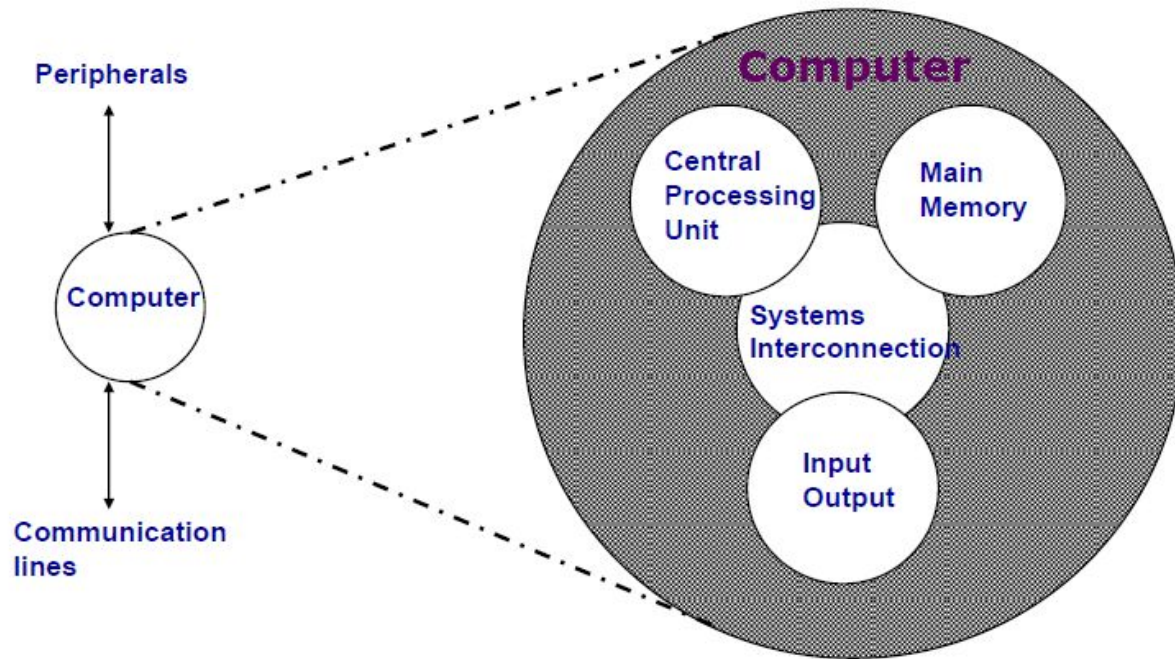 Peripherals
Computer
Communication
lines
Computer
Central
Processing
Unit
Main
Memory
Systems
Interconnection
Input
Output